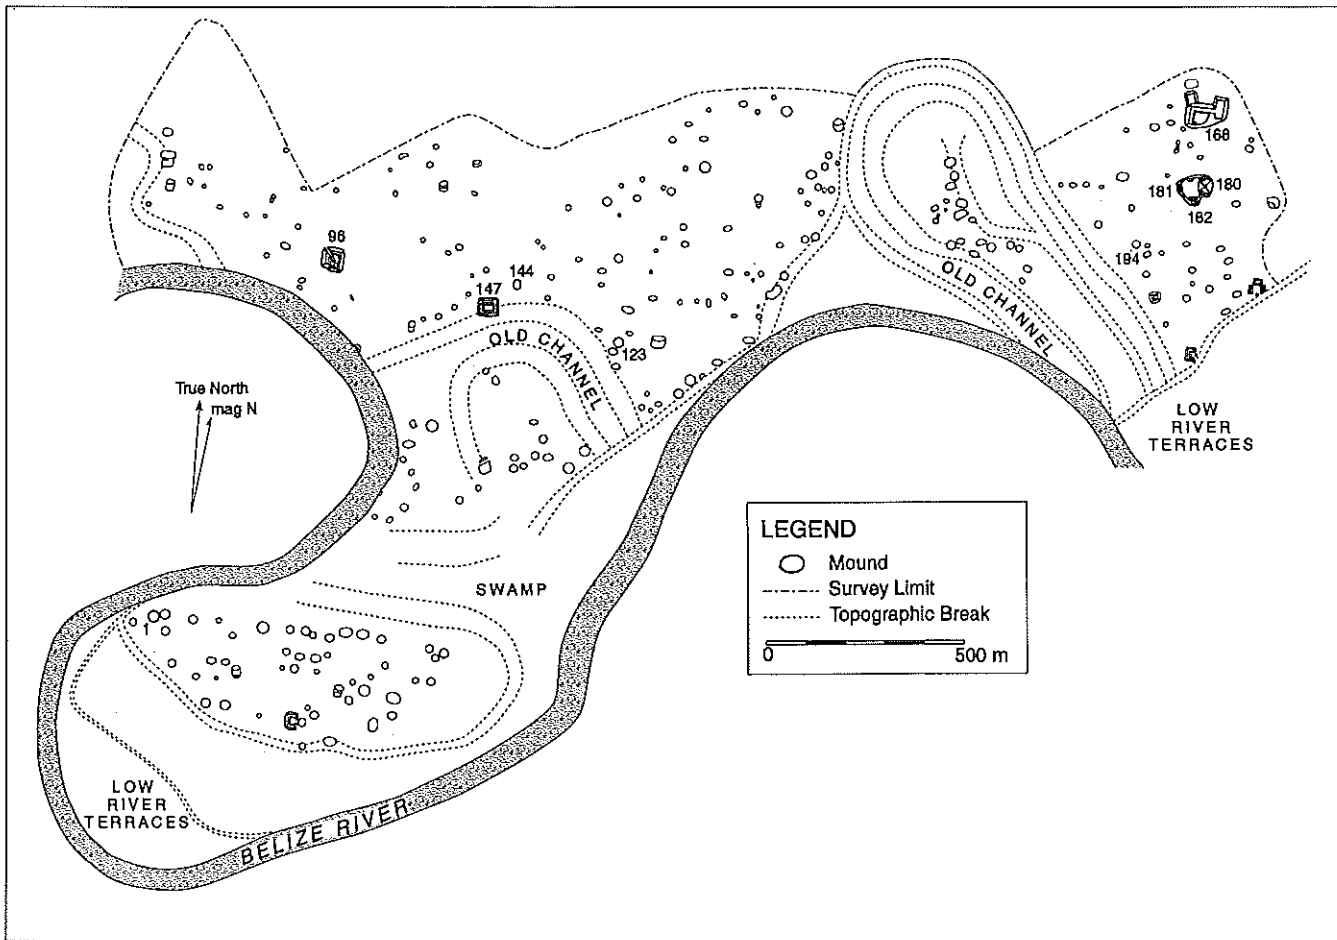 168
181
180
182
194
96
144
147
123
OLD CHANNEL
OLD CHANNEL
True North
mag N
LOW
RIVER
TERRACES
LEGEND
Mound
Survey Limit
Topographic Break
0 500 m
SWAMP
1
LOW
RIVER
TERRACES
BELIZE RIVER